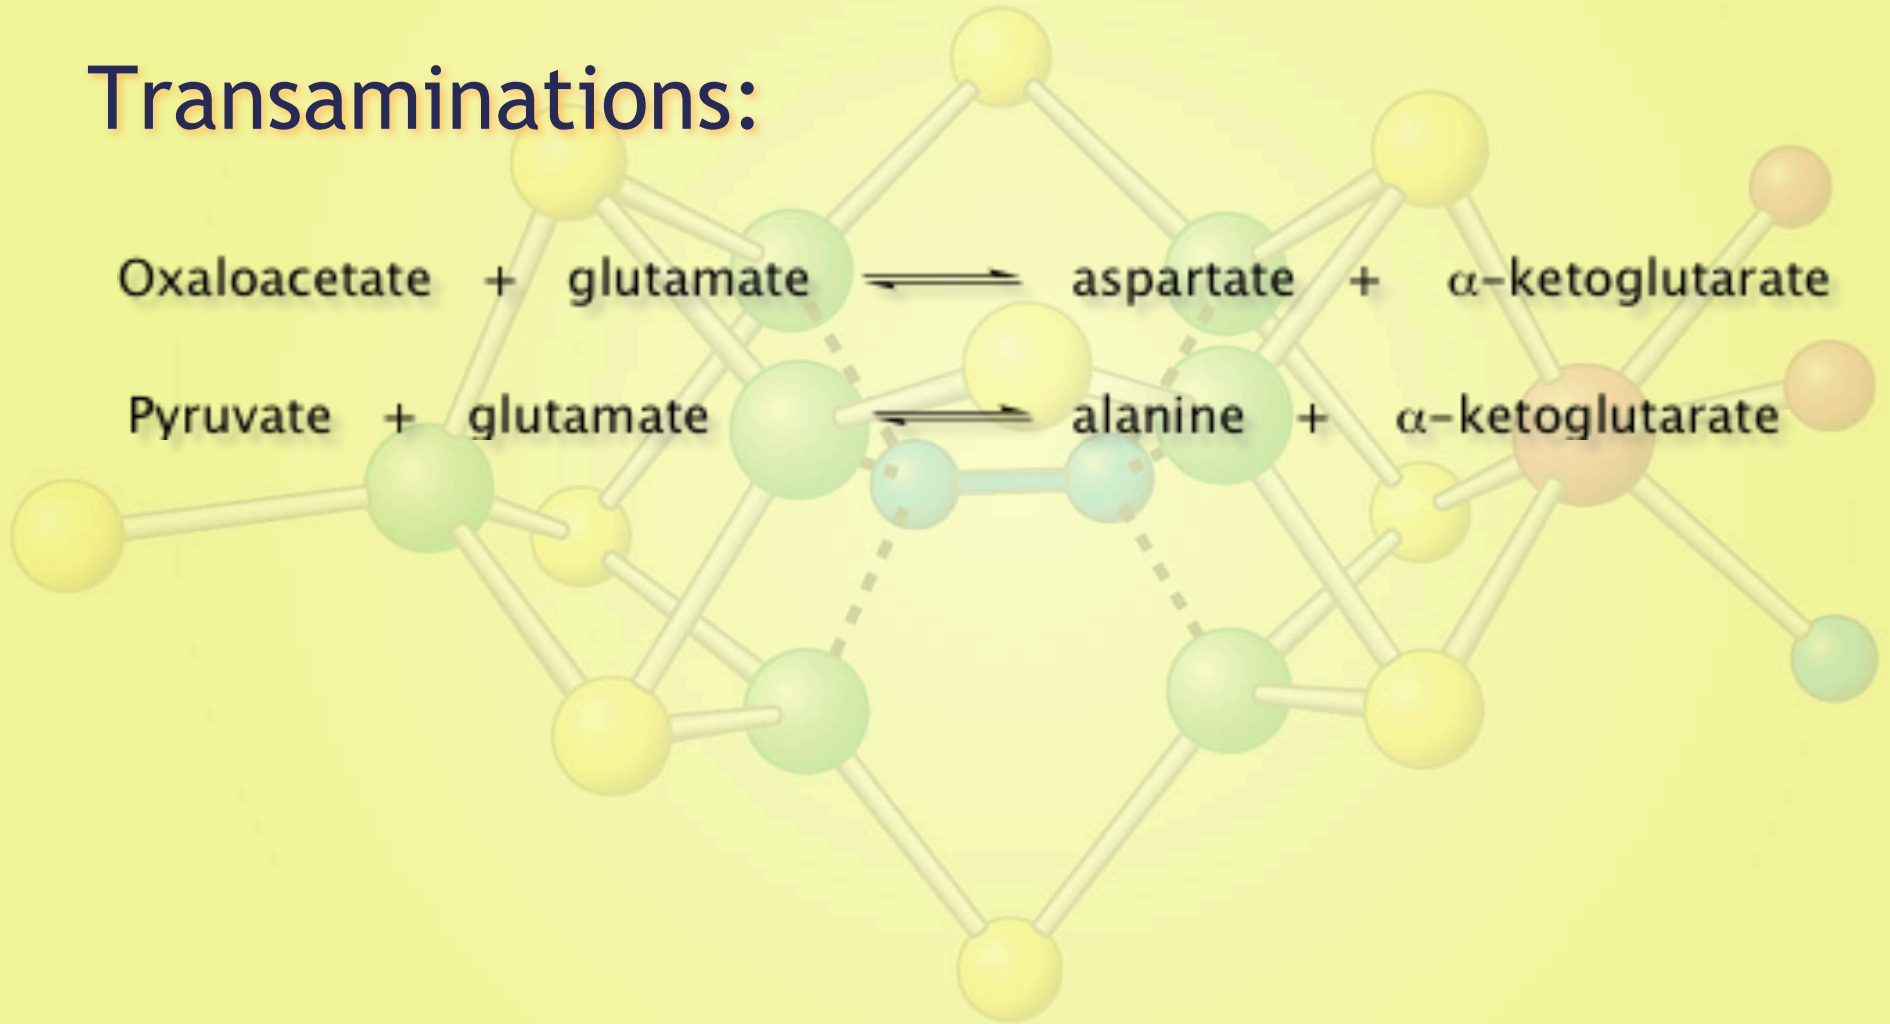 Transaminations:
Oxaloacetate + glutamate ⇌ aspartate + α-ketoglutarate
Pyruvate + glutamate ⇌ alanine + α-ketoglutarate